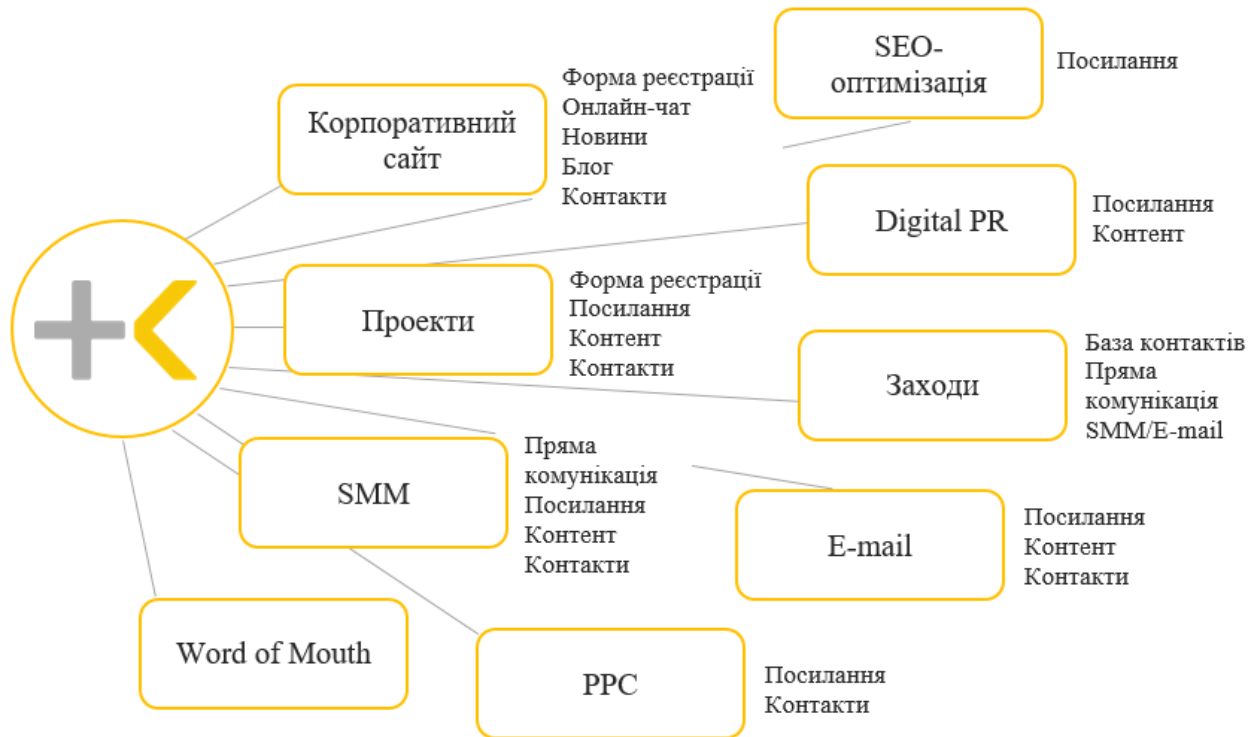 SEO-
оптимізація
Посилання
Корпоративний
сайт
Форма реєстрації
Онлайн-чат
Новини
Блог
Контакти
Digital PR
Посилання
Контент
Проекти
Форма реєстрації
Посилання
Контент
Контакти
Заходи
База контактів
Пряма
комунікація
SMM/E-mail
SMM
Пряма
комунікація
Посилання
Контент
Контакти
E-mail
Посилання
Контент
Контакти
Word of Mouth
PPC
Посилання
Контакти